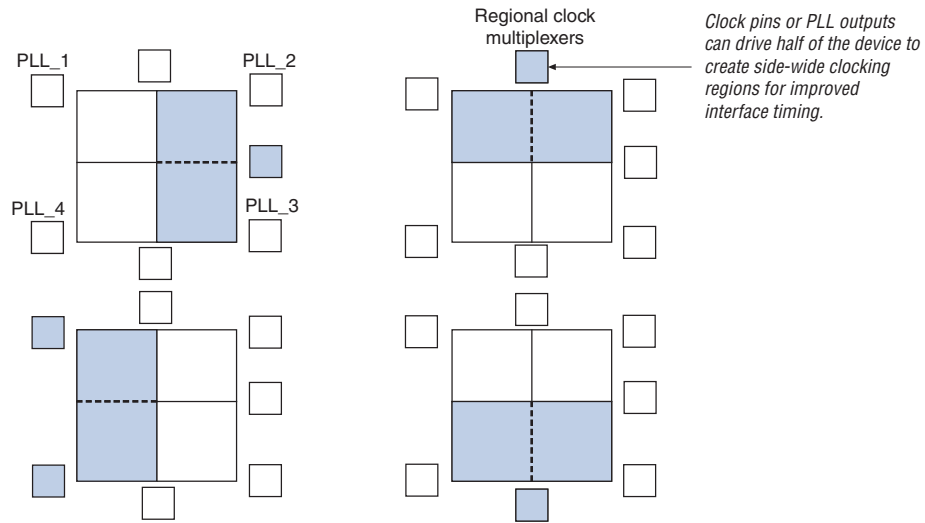 Regional clock
multiplexers
Clock pins or PLL outputs
can drive half of the device to
create side-wide clocking
regions for improved
interface timing.
PLL_1
PLL_2
PLL_4
PLL_3